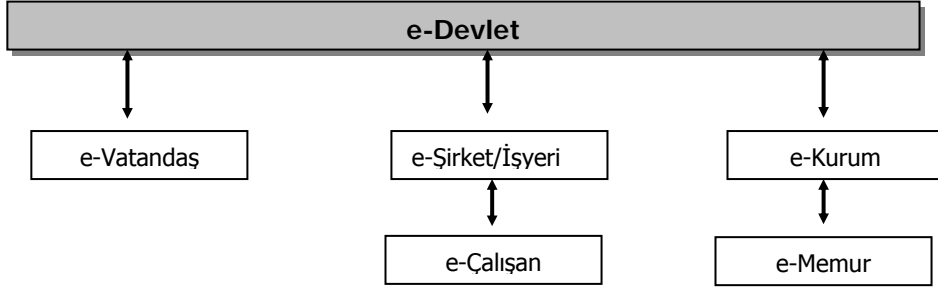 e-Devlet
e-Vatandaş
e-Şirket/İşyeri
e-Kurum
e-Çalışan
e-Memur